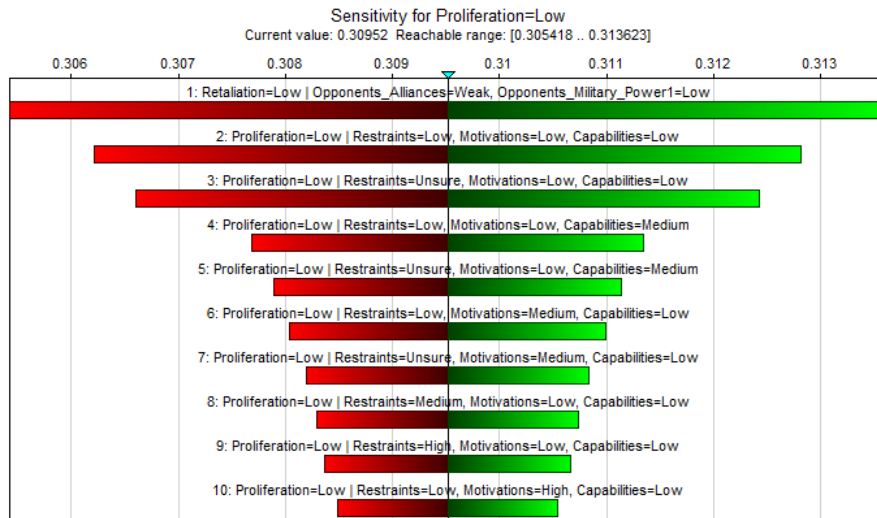 Sensitivity for Proliferation=Low
Current value: 0.30952 Reachable range: [0.305418 .. 0.313623]
0.306 0.307 0.308 0.309 0.31 0.311 0.312 0.313
1: Retaliation=Low | Opponents_Alliances=Weak, Opponents_Military_Power1=Low
2: Proliferation=Low | Restraints=Low, Motivations=Low, Capabilities=Low
3: Proliferation=Low | Restraints=Unsure, Motivations=Low, Capabilities=Low
4: Proliferation=Low | Restraints=Low, Motivations=Low, Capabilities=Medium
5: Proliferation=Low | Restraints=Unsure, Motivations=Low, Capabilities=Medium
6: Proliferation=Low | Restraints=Low, Motivations=Medium, Capabilities=Low
7: Proliferation=Low | Restraints=Unsure, Motivations=Medium, Capabilities=Low
8: Proliferation=Low | Restraints=Medium, Motivations=Low, Capabilities=Low
9: Proliferation=Low | Restraints=High, Motivations=Low, Capabilities=Low
10: Proliferation=Low | Restraints=Low, Motivations=High, Capabilities=Low